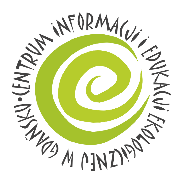 CENTRUM INFORMACJI I EDUKACJI EKOLOGICZNEJ W GDAŃSKU •